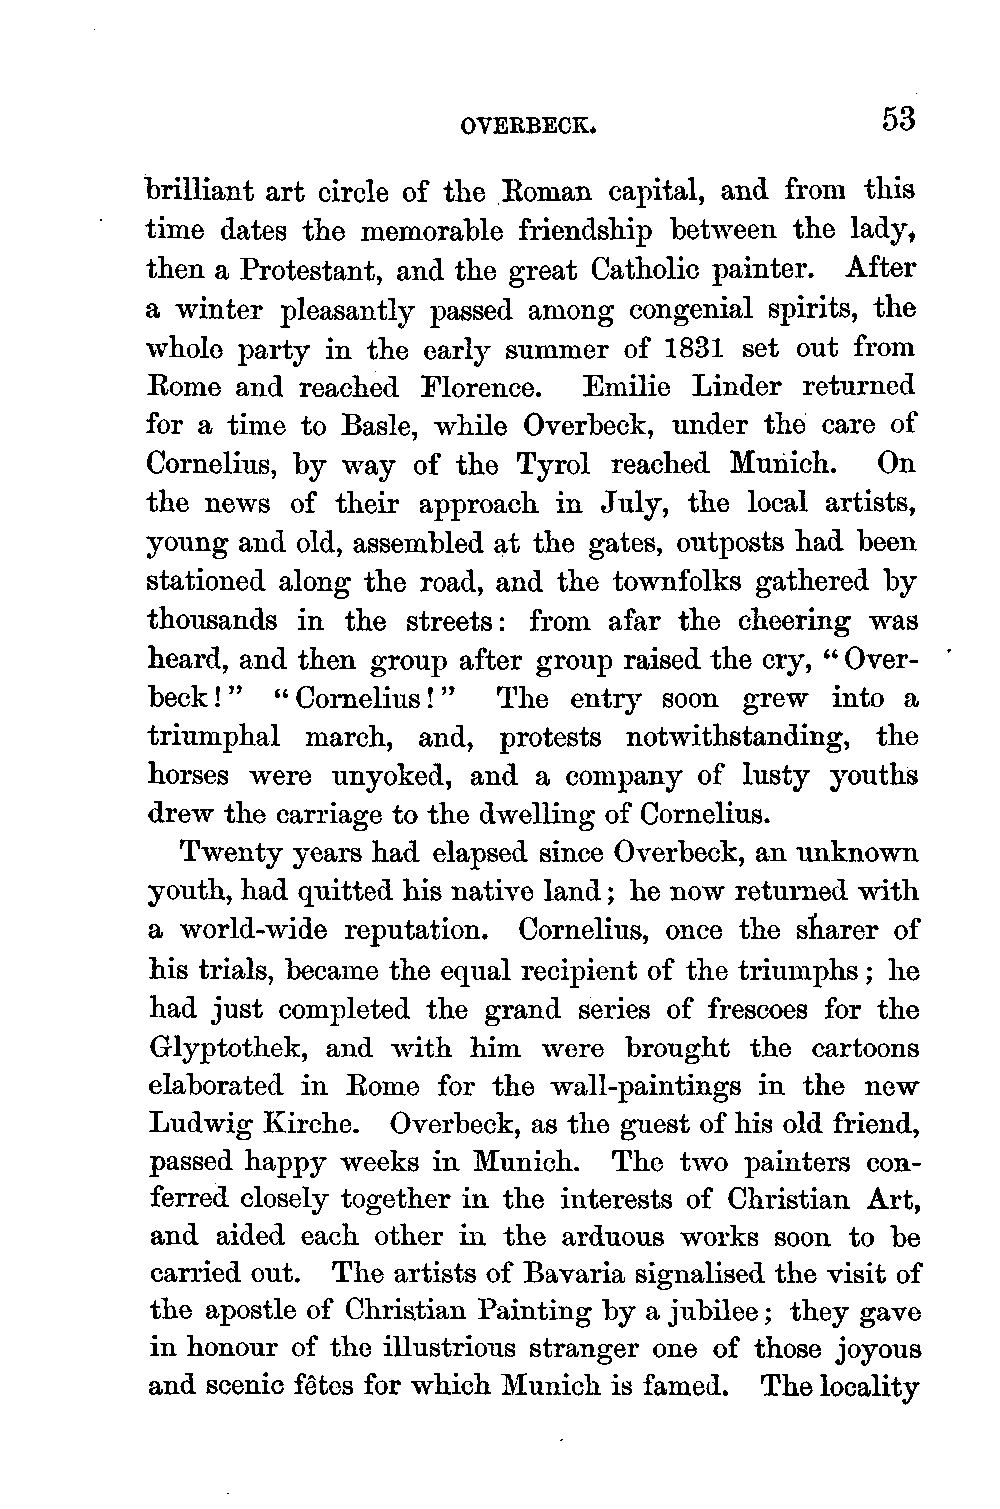 OVERBECK. 53
brilliant art circle of the Roman capital, and from this
time dates the memorable friendship between the lady,
then a Protestant, and the great Catholic painter. After
a winter pleasantly passed among congenial spirits, the
whole party in the early summer of 1831 set out from
Rome and reached Florence. Emilie Linder returned
for a time to Basle, while Overbeck, under the care of
Cornelius, by way of the Tyrol reached Munich. On
the news of their approach in July, the local artists,
young and old, assembled at the gates, outposts had been
stationed along the road, and the townfolks gathered by
thousands in the streets: from afar the cheering was
heard, and then group after group raised the cry, “Over-
beck!” “Cornelius!” The entry soon grew into a
triumphal march, and, protests notwithstanding, the
horses were unyoked, and a company of lusty youths
drew the carriage to the dwelling of Cornelius.
Twenty years had elapsed since Overbeck, an unknown
youth, had quitted his native land; he now returned with
a world-wide reputation. Cornelius, once the sharer of
his trials, became the equal recipient of the triumphs; he
had just completed the grand series of frescoes for the
Glyptothek, and with him were brought the cartoons
elaborated in Rome for the wall-paintings in the new
Ludwig Kirche. Overbeck, as the guest of his old friend,
passed happy weeks in Munich. The two painters con-
ferred closely together in the interests of Christian Art,
and aided each other in the arduous works soon to be
carried out. The artists of Bavaria signalised the visit of
the apostle of Christian Painting by a jubilee; they gave
in honour of the illustrious stranger one of those joyous
and scenic fêtes for which Munich is famed. The locality